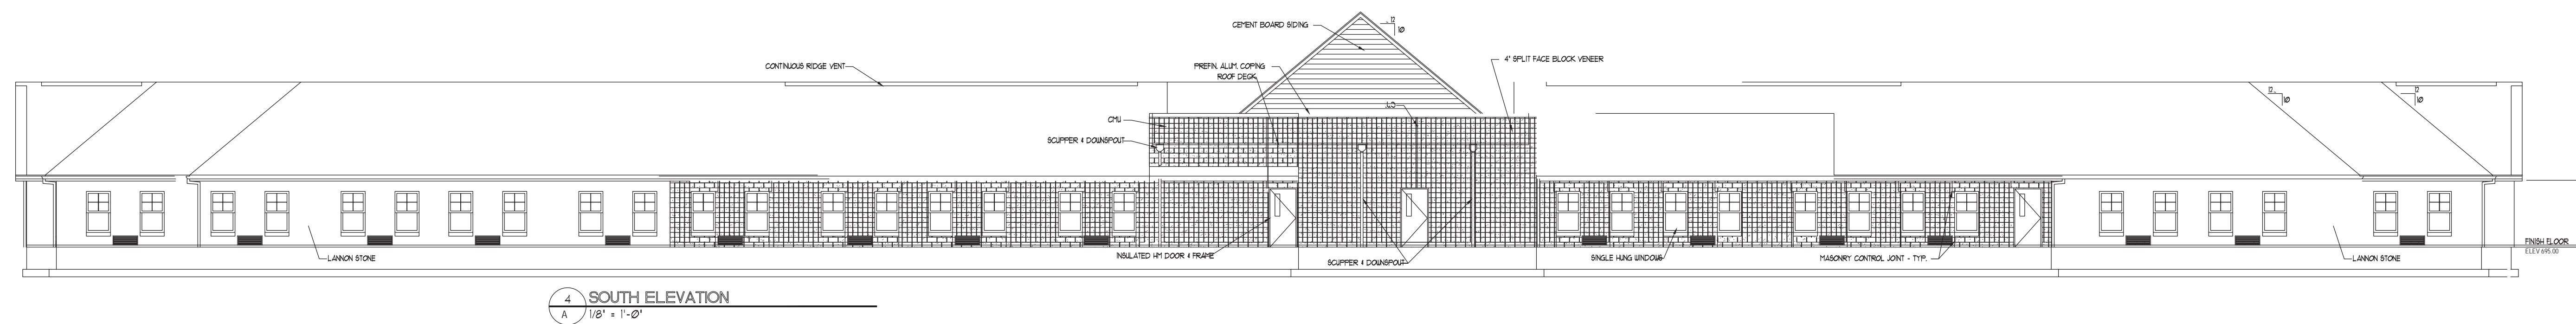 CEMENT BOARD SIDING
12
10
CONTINUOUS RIDGE VENT
PREFIN. ALUM. COPING
ROOF DECK
4" SPLIT FACE BLOCK VENEER
12
10
12
10
CMU
SCUPPER & DOWNSPOUT
LANNON STONE
INSULATED HM DOOR & FRAME
SCUPPER & DOWNSPOUT
SINGLE HUNG WINDOWS
MASONRY CONTROL JOINT - TYP.
LANNON STONE
FINISH FLOOR
ELEV 695.00
4
A
SOUTH ELEVATION
1/8" = 1'-0"